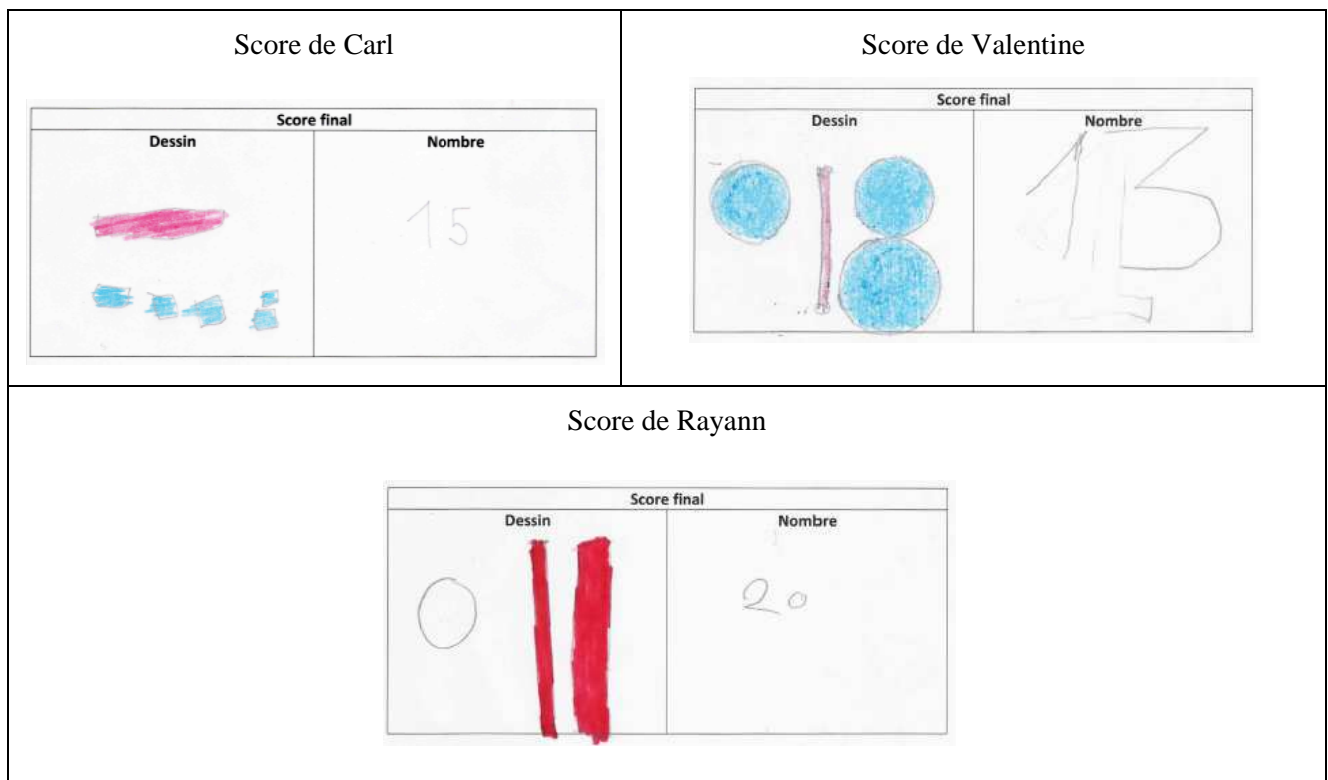 Score de Carl
Score final
Dessin
Nombre
15
Score de Valentine
Score final
Dessin
Nombre
13
Score de Rayann
Score final
Dessin
Nombre
20